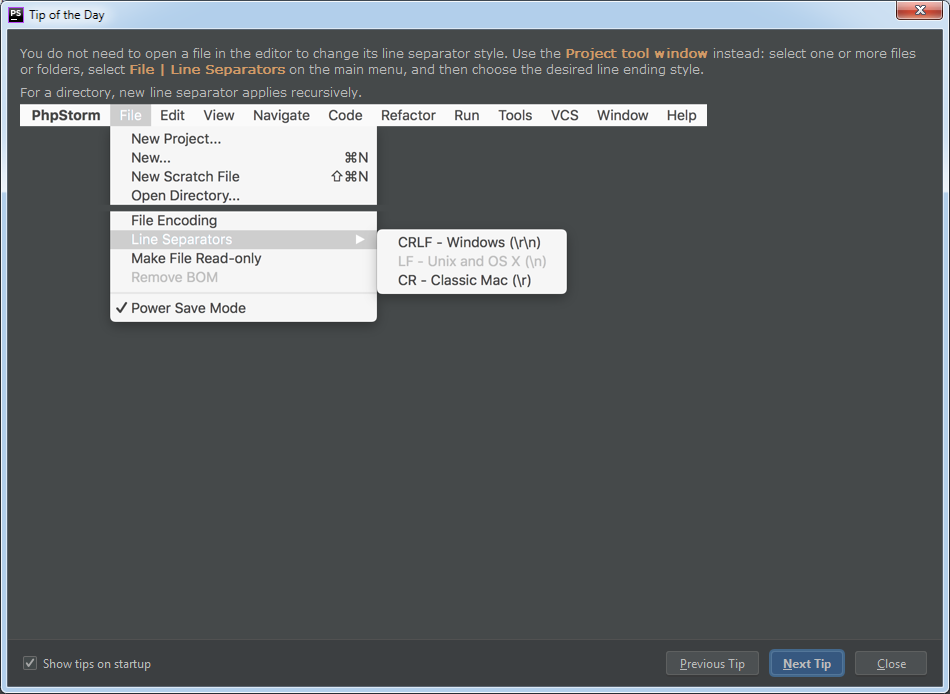 PS
Tip of the Day
You do not need to open a file in the editor to change its line separator style. Use the Project tool window instead: select one or more files
or folders, select File | Line Separators on the main menu, and then choose the desired line ending style.
For a directory, new line separator applies recursively.
PhpStorm File Edit View Navigate Code Refactor Run Tools VCS Window Help
New Project...
New... ⌘N
New Scratch File ⇧⌘N
Open Directory...
File Encoding
Line Separators ▶
CRLF - Windows (\r\n)
Make File Read-only
LF - Unix and OS X (\n)
Remove BOM
CR - Classic Mac (\r)
✓ Power Save Mode
Show tips on startup
Previous Tip
Next Tip
Close